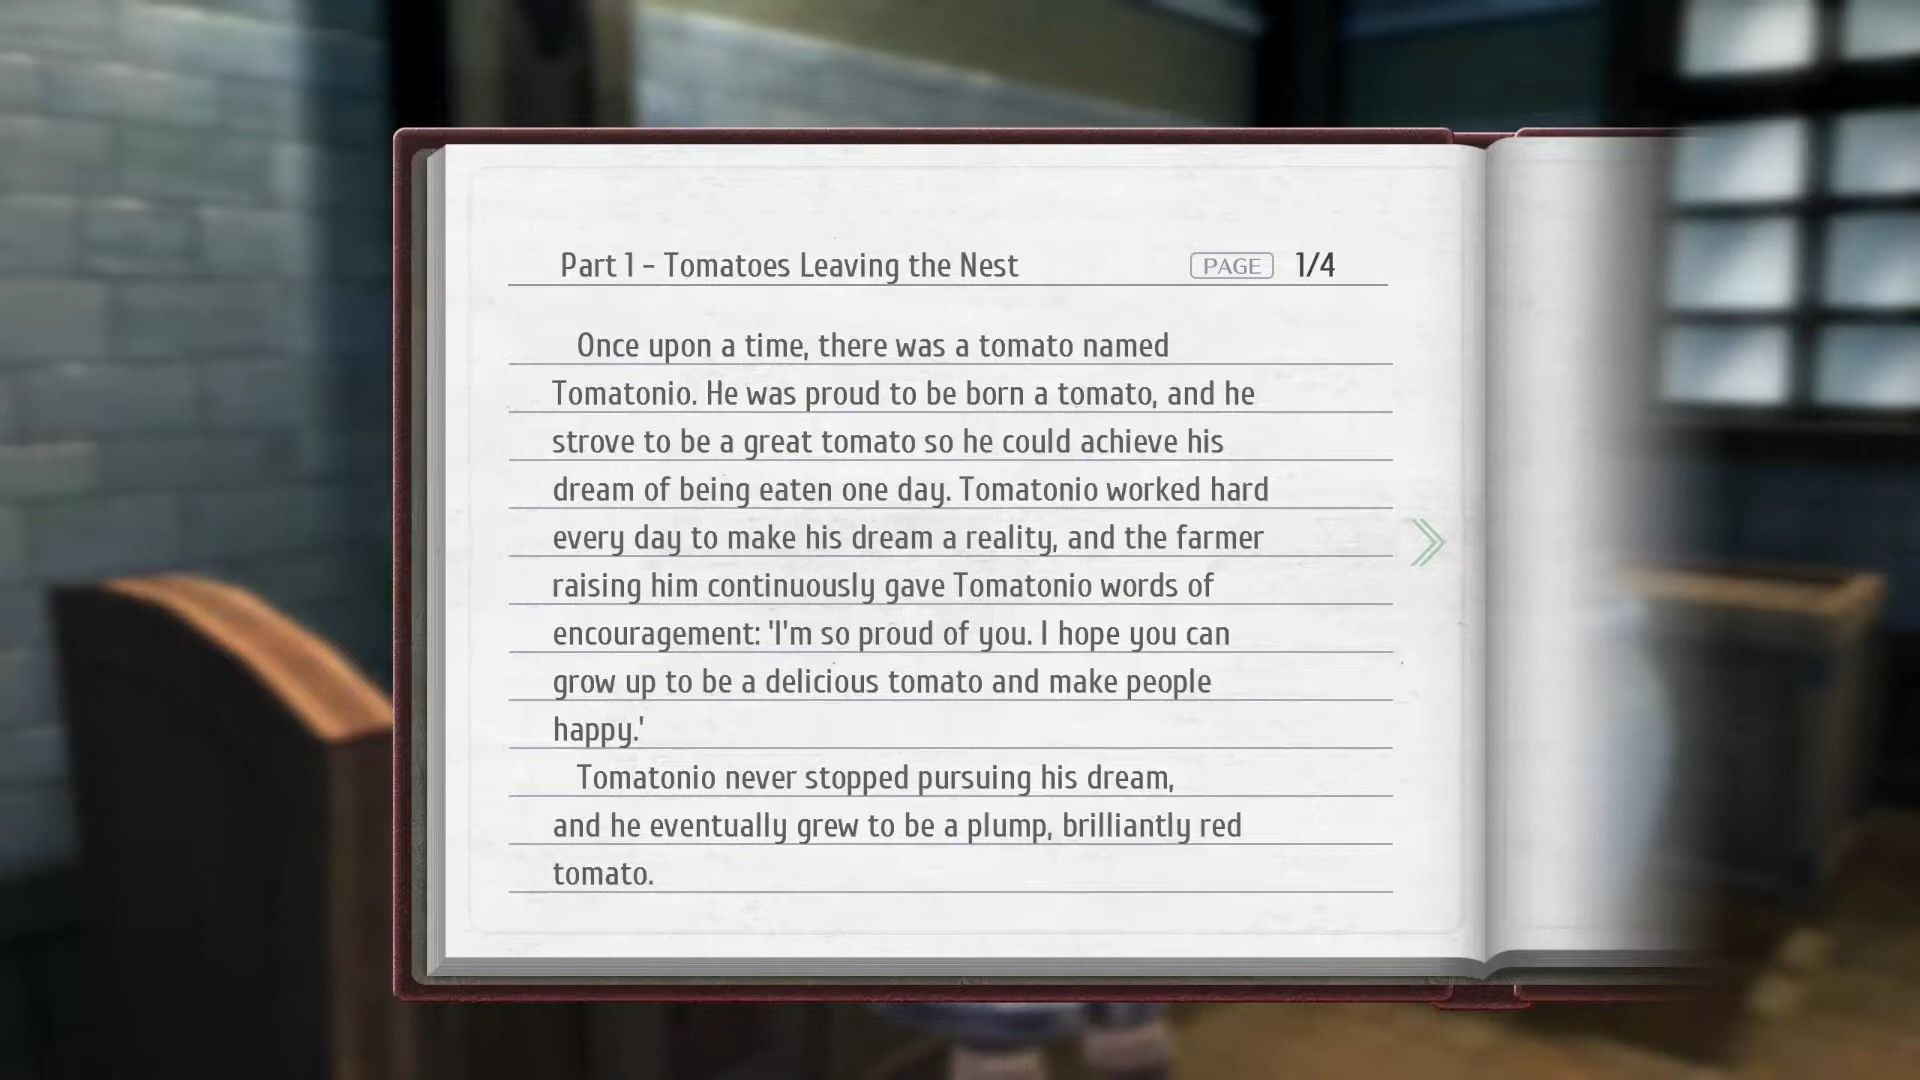 Part 1 - Tomatoes Leaving the Nest PAGE 1/4
Once upon a time, there was a tomato named
Tomatonio. He was proud to be born a tomato, and he
strove to be a great tomato so he could achieve his
dream of being eaten one day. Tomatonio worked hard
every day to make his dream a reality, and the farmer
raising him continuously gave Tomatonio words of
encouragement: 'I'm so proud of you. I hope you can
grow up to be a delicious tomato and make people
happy.'
Tomatonio never stopped pursuing his dream,
and he eventually grew to be a plump, brilliantly red
tomato.